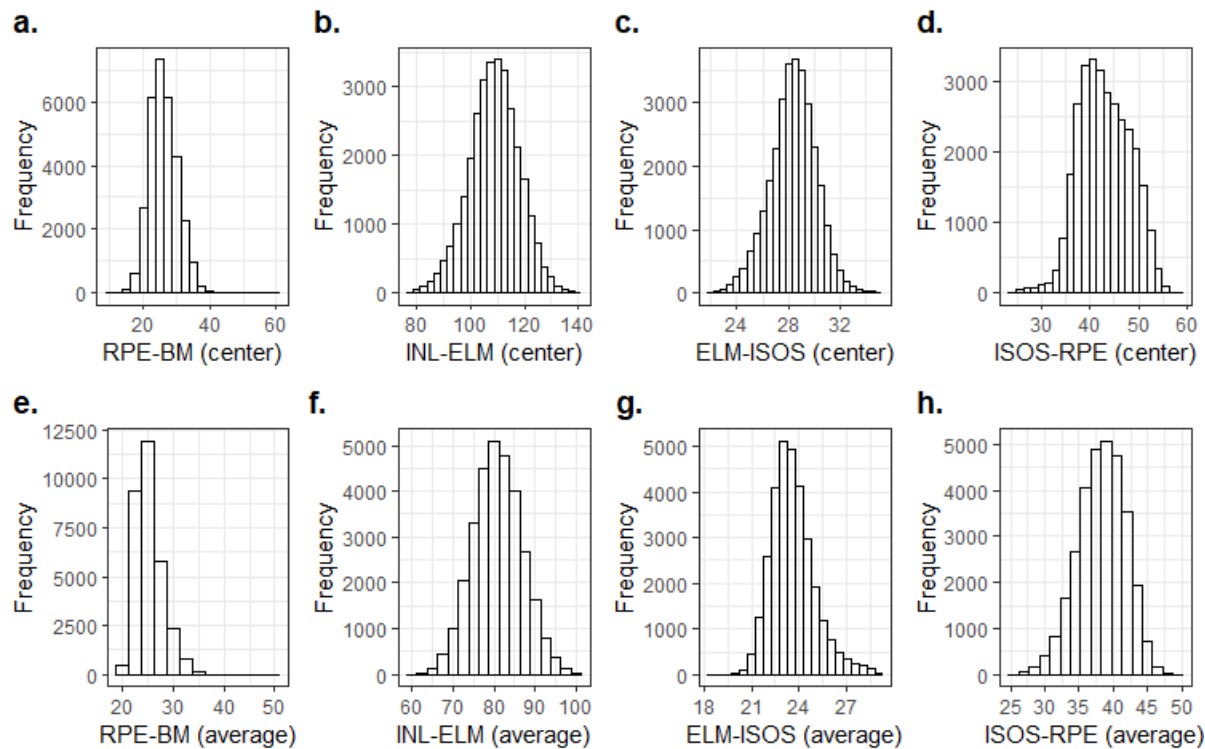 a.
Frequency
6000
4000
2000
0
20 40 60
RPE-BM (center)
b.
Frequency
3000
2000
1000
0
80 100 120 140
INL-ELM (center)
c.
Frequency
3000
2000
1000
0
24 28 32
ELM-ISOS (center)
d.
Frequency
3000
2000
1000
0
30 40 50 60
ISOS-RPE (center)
e.
Frequency
12500
10000
7500
5000
2500
0
20 30 40 50
RPE-BM (average)
f.
Frequency
5000
4000
3000
2000
1000
0
60 70 80 90 100
INL-ELM (average)
g.
Frequency
5000
4000
3000
2000
1000
0
18 21 24 27
ELM-ISOS (average)
h.
Frequency
5000
4000
3000
2000
1000
0
25 30 35 40 45 50
ISOS-RPE (average)